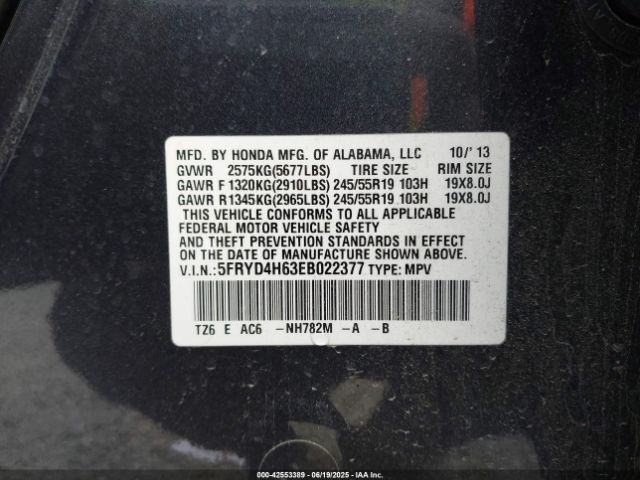 MFD. BY HONDA MFG. OF ALABAMA, LLC 10/' 13
GVWR 2575KG(5677LBS) TIRE SIZE RIM SIZE
GAWR F 1320KG(2910LBS) 245/55R19 103H 19X8.0J
GAWR R1345KG(2965LBS) 245/55R19 103H 19X8.0J
THIS VEHICLE CONFORMS TO ALL APPLICABLE
FEDERAL MOTOR VEHICLE SAFETY
AND THEFT PREVENTION STANDARDS IN EFFECT
ON THE DATE OF MANUFACTURE SHOWN ABOVE.
V.I.N.: 5FRYD4H63EB022377 TYPE: MPV
TZ6 E AC6 -NH782M -A -B
000-42553389 - 06/19/2025 - IAA Inc.